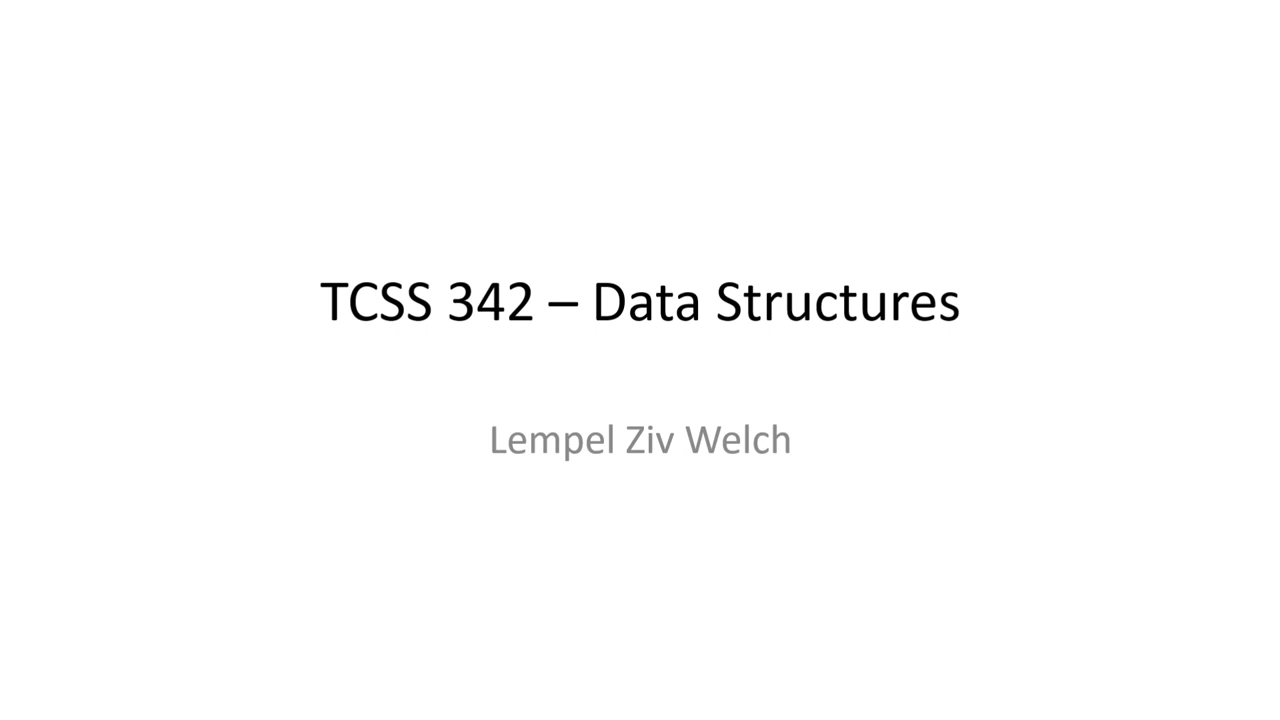 TCSS 342 – Data Structures
Lempel Ziv Welch